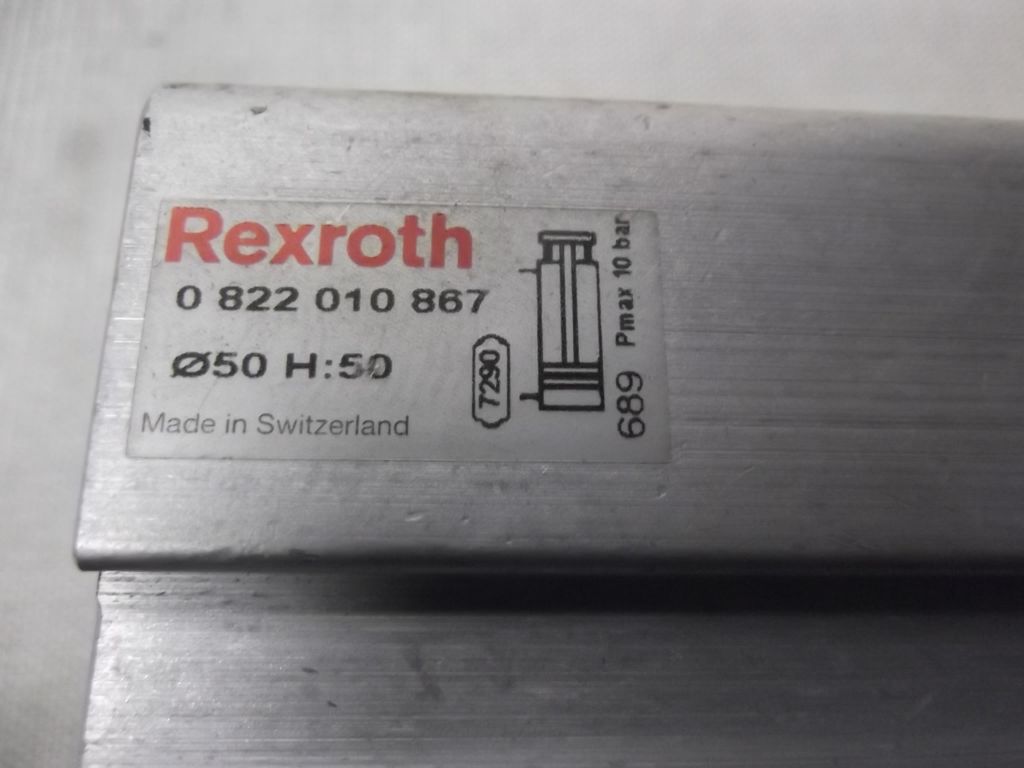 Rexroth
0 822 010 867
Ø50 H:50
Made in Switzerland
7290
689 Pmax 10 bar